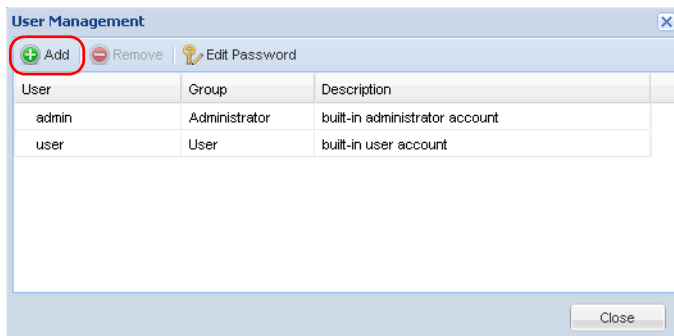 User Management
Add Remove Edit Password
User Group Description
admin Administrator built-in administrator account
user User built-in user account
Close